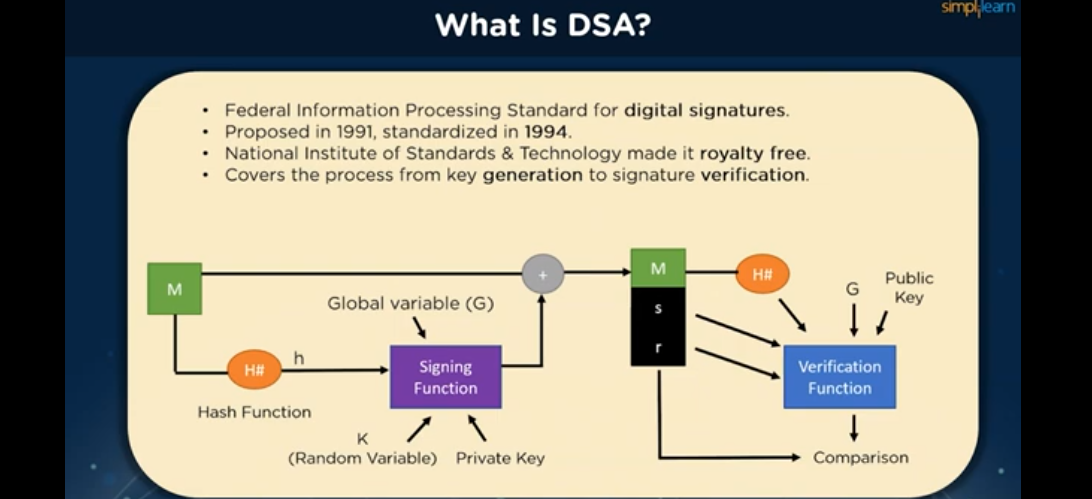 What Is DSA?
simplilearn
• Federal Information Processing Standard for digital signatures.
• Proposed in 1991, standardized in 1994.
• National Institute of Standards & Technology made it royalty free.
• Covers the process from key generation to signature verification.
M
Global variable (G)
+
M
s
r
H#
G
Public
Key
H#
h
Hash Function
Signing
Function
Verification
Function
K
(Random Variable)
Private Key
Comparison